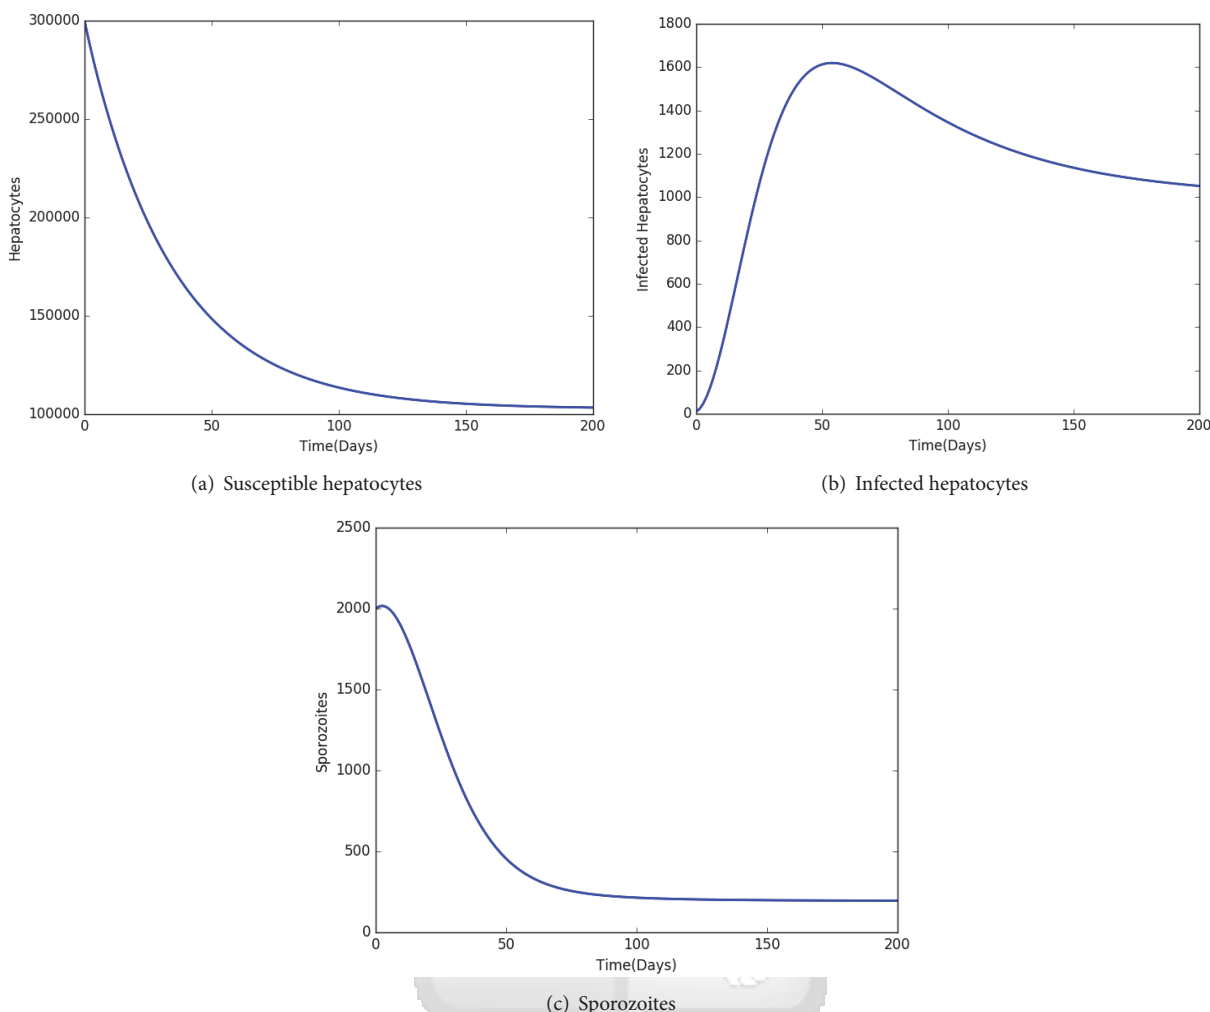 300000
250000
200000
150000
100000
Hepatocytes
0 50 100 150 200
Time(Days)
(a) Susceptible hepatocytes
1800
1600
1400
1200
1000
800
600
400
200
0
Infected Hepatocytes
0 50 100 150 200
Time(Days)
(b) Infected hepatocytes
2500
2000
1500
1000
500
0
Sporozoites
0 50 100 150 200
Time(Days)
(c) Sporozoites